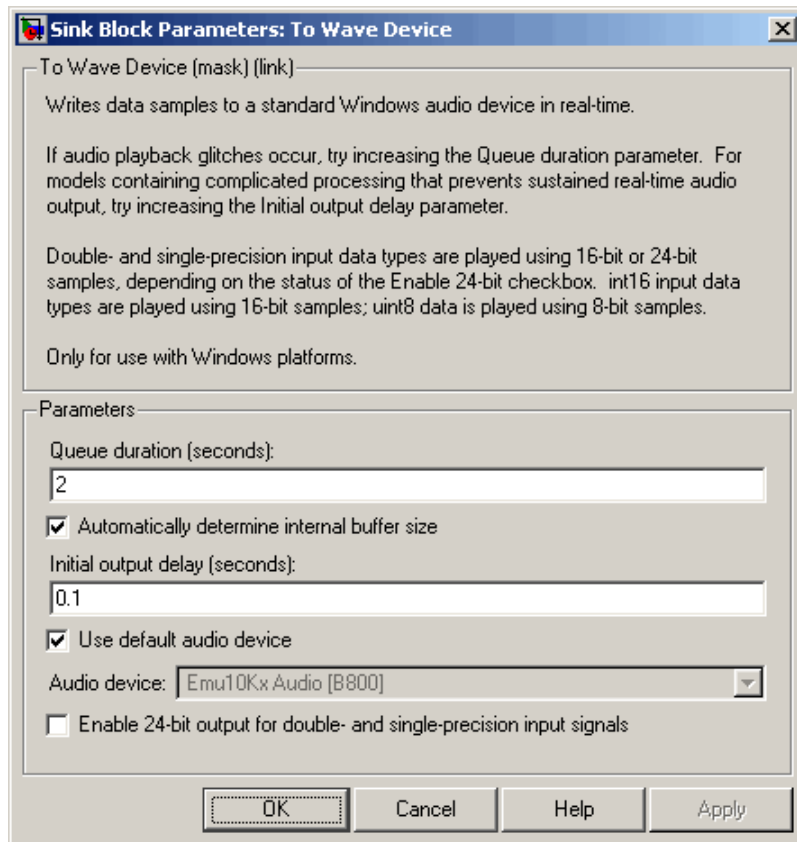 Sink Block Parameters: To Wave Device
To Wave Device (mask) (link)
Writes data samples to a standard Windows audio device in real-time.
If audio playback glitches occur, try increasing the Queue duration parameter.  For
models containing complicated processing that prevents sustained real-time audio
output, try increasing the Initial output delay parameter.
Double- and single-precision input data types are played using 16-bit or 24-bit
samples, depending on the status of the Enable 24-bit checkbox.  int16 input data
types are played using 16-bit samples; uint8 data is played using 8-bit samples.
Only for use with Windows platforms.
Parameters
Queue duration (seconds):
2
Automatically determine internal buffer size
Initial output delay (seconds):
0.1
Use default audio device
Audio device: Emu10Kx Audio [B800]
Enable 24-bit output for double- and single-precision input signals
OK Cancel Help Apply